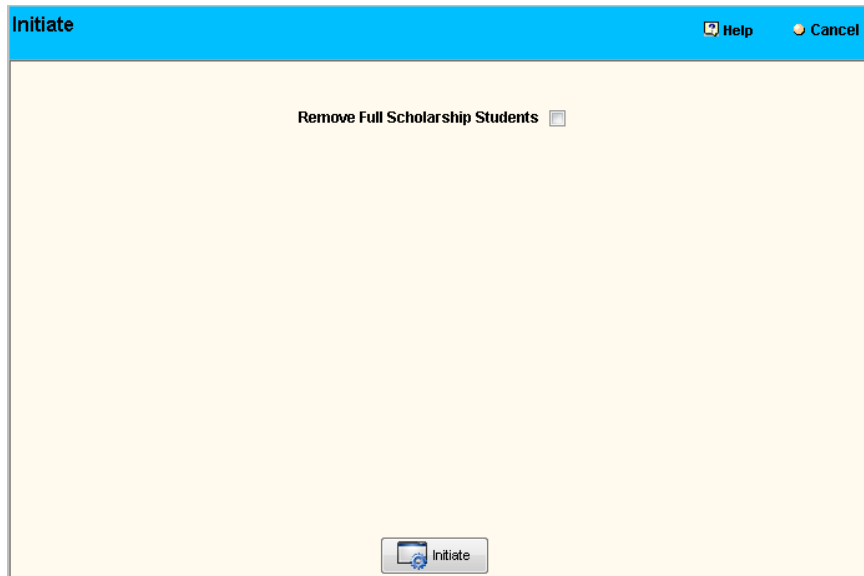 Initiate
Help
Cancel
Remove Full Scholarship Students
Initiate